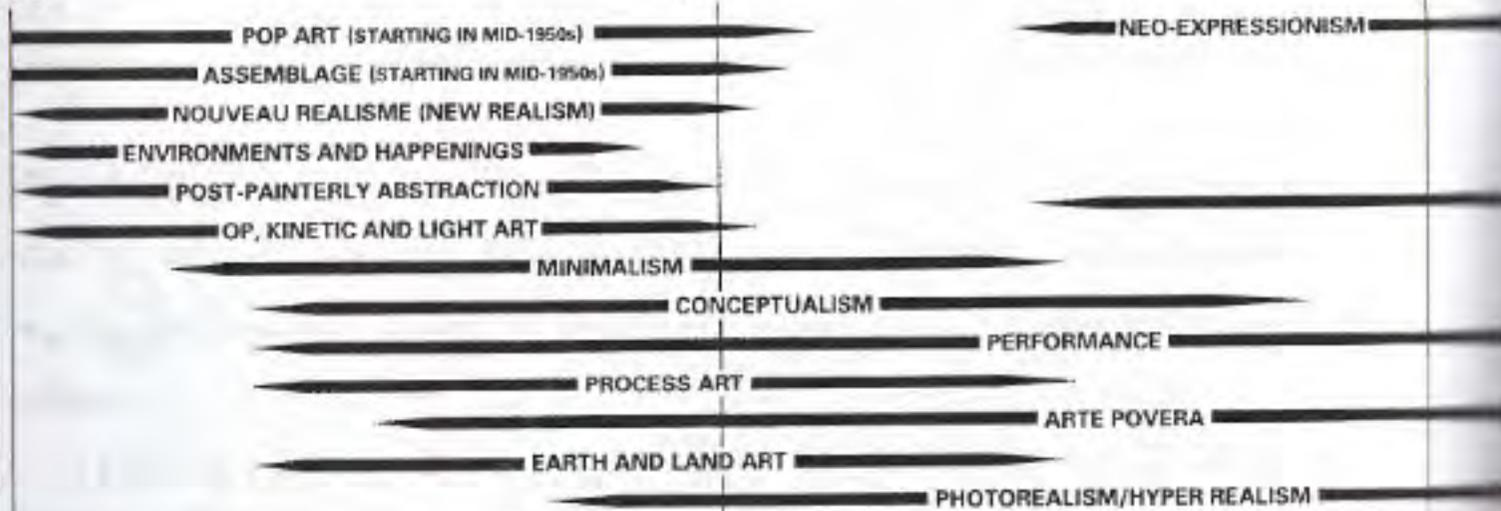 POP ART (STARTING IN MID-1950s)
NEO-EXPRESSIONISM
ASSEMBLAGE (STARTING IN MID-1950s)
NOUVEAU REALISME (NEW REALISM)
ENVIRONMENTS AND HAPPENINGS
POST-PAINTERLY ABSTRACTION
OP, KINETIC AND LIGHT ART
MINIMALISM
CONCEPTUALISM
PERFORMANCE
PROCESS ART
ARTE POVERA
EARTH AND LAND ART
PHOTOREALISM/HYPER REALISM